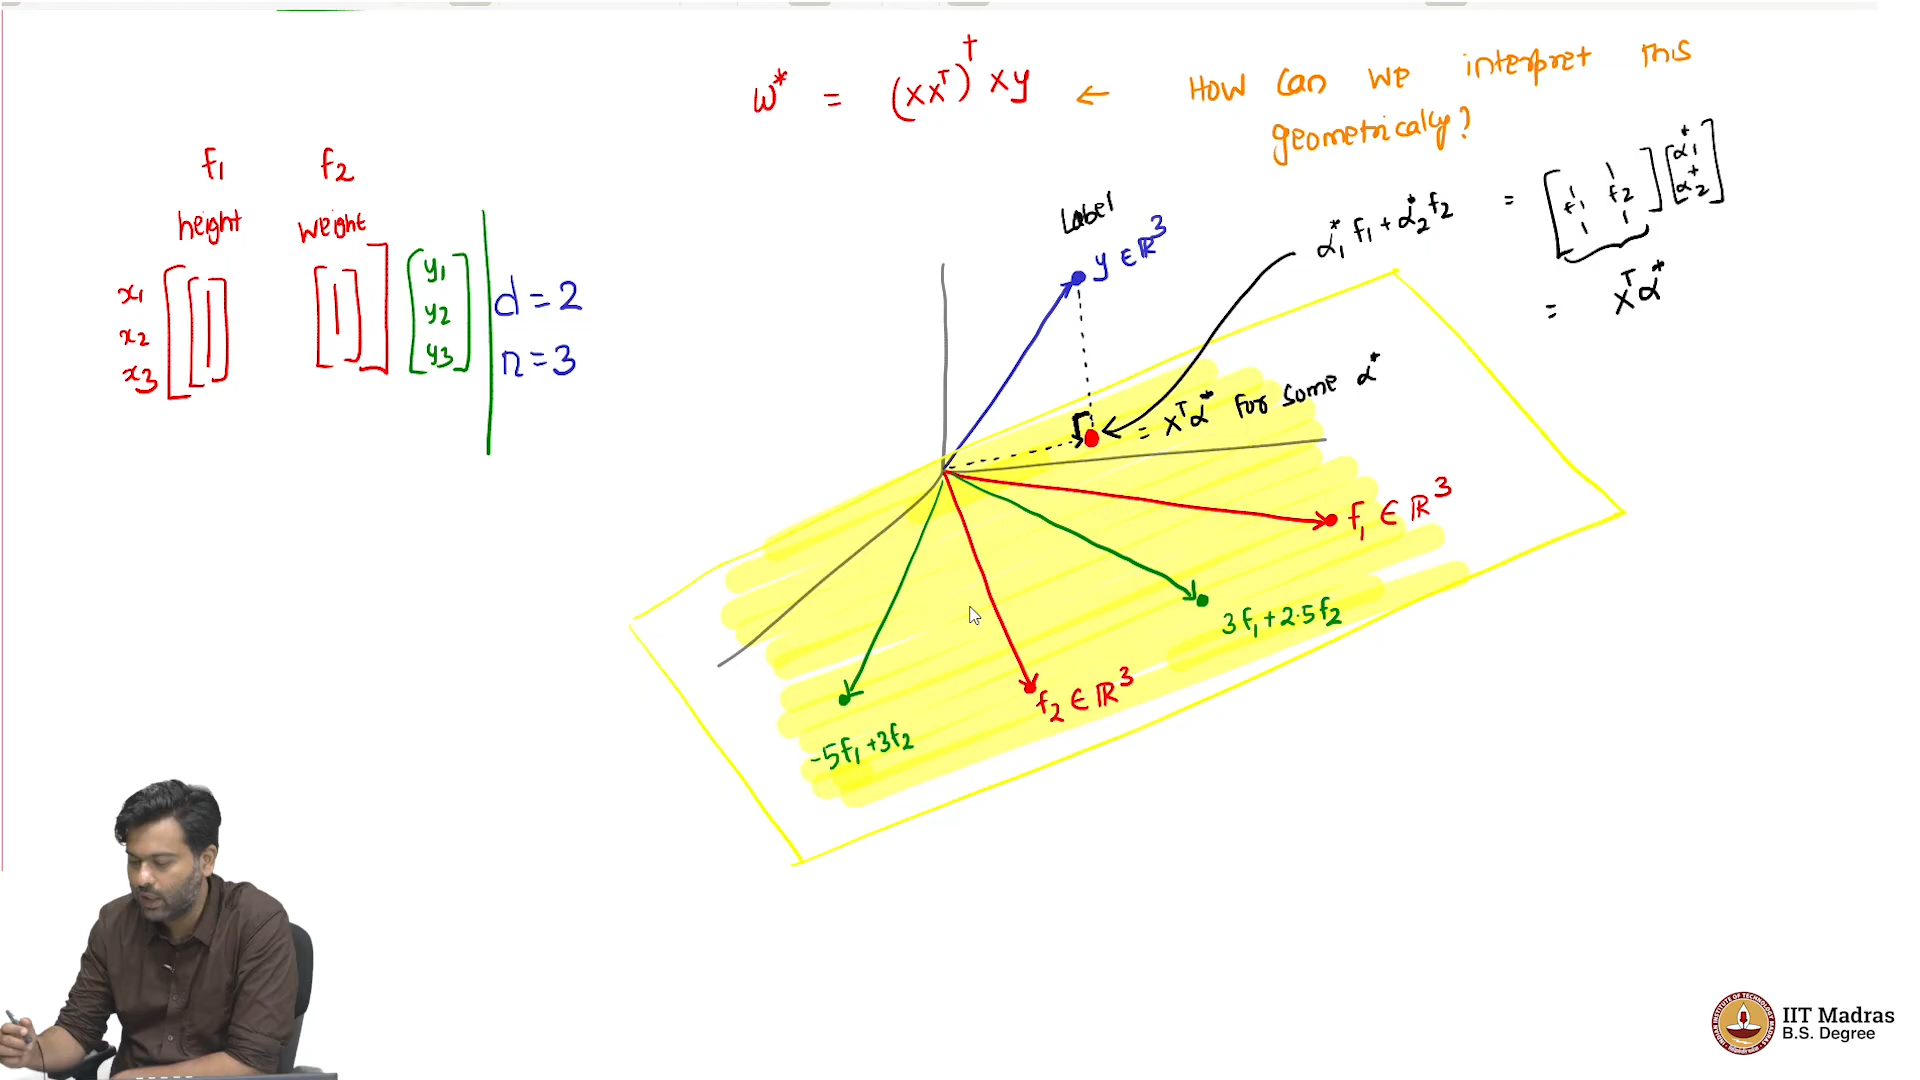 w* = (XXᵀ)† Xy ← How can we interpret this
geometrically?
f₁ f₂
height weight
x₁
x₂
x₃
y₁
y₂
y₃
d = 2
n = 3
Label
y ∈ ℝ³
α₁* f₁ + α₂* f₂ = [f₁ f₂] [α₁* α₂*]
= Xᵀα*
= Xᵀα* for some α*
f₁ ∈ ℝ³
3f₁ + 2.5f₂
f₂ ∈ ℝ³
-5f₁ + 3f₂
IIT Madras
B.S. Degree